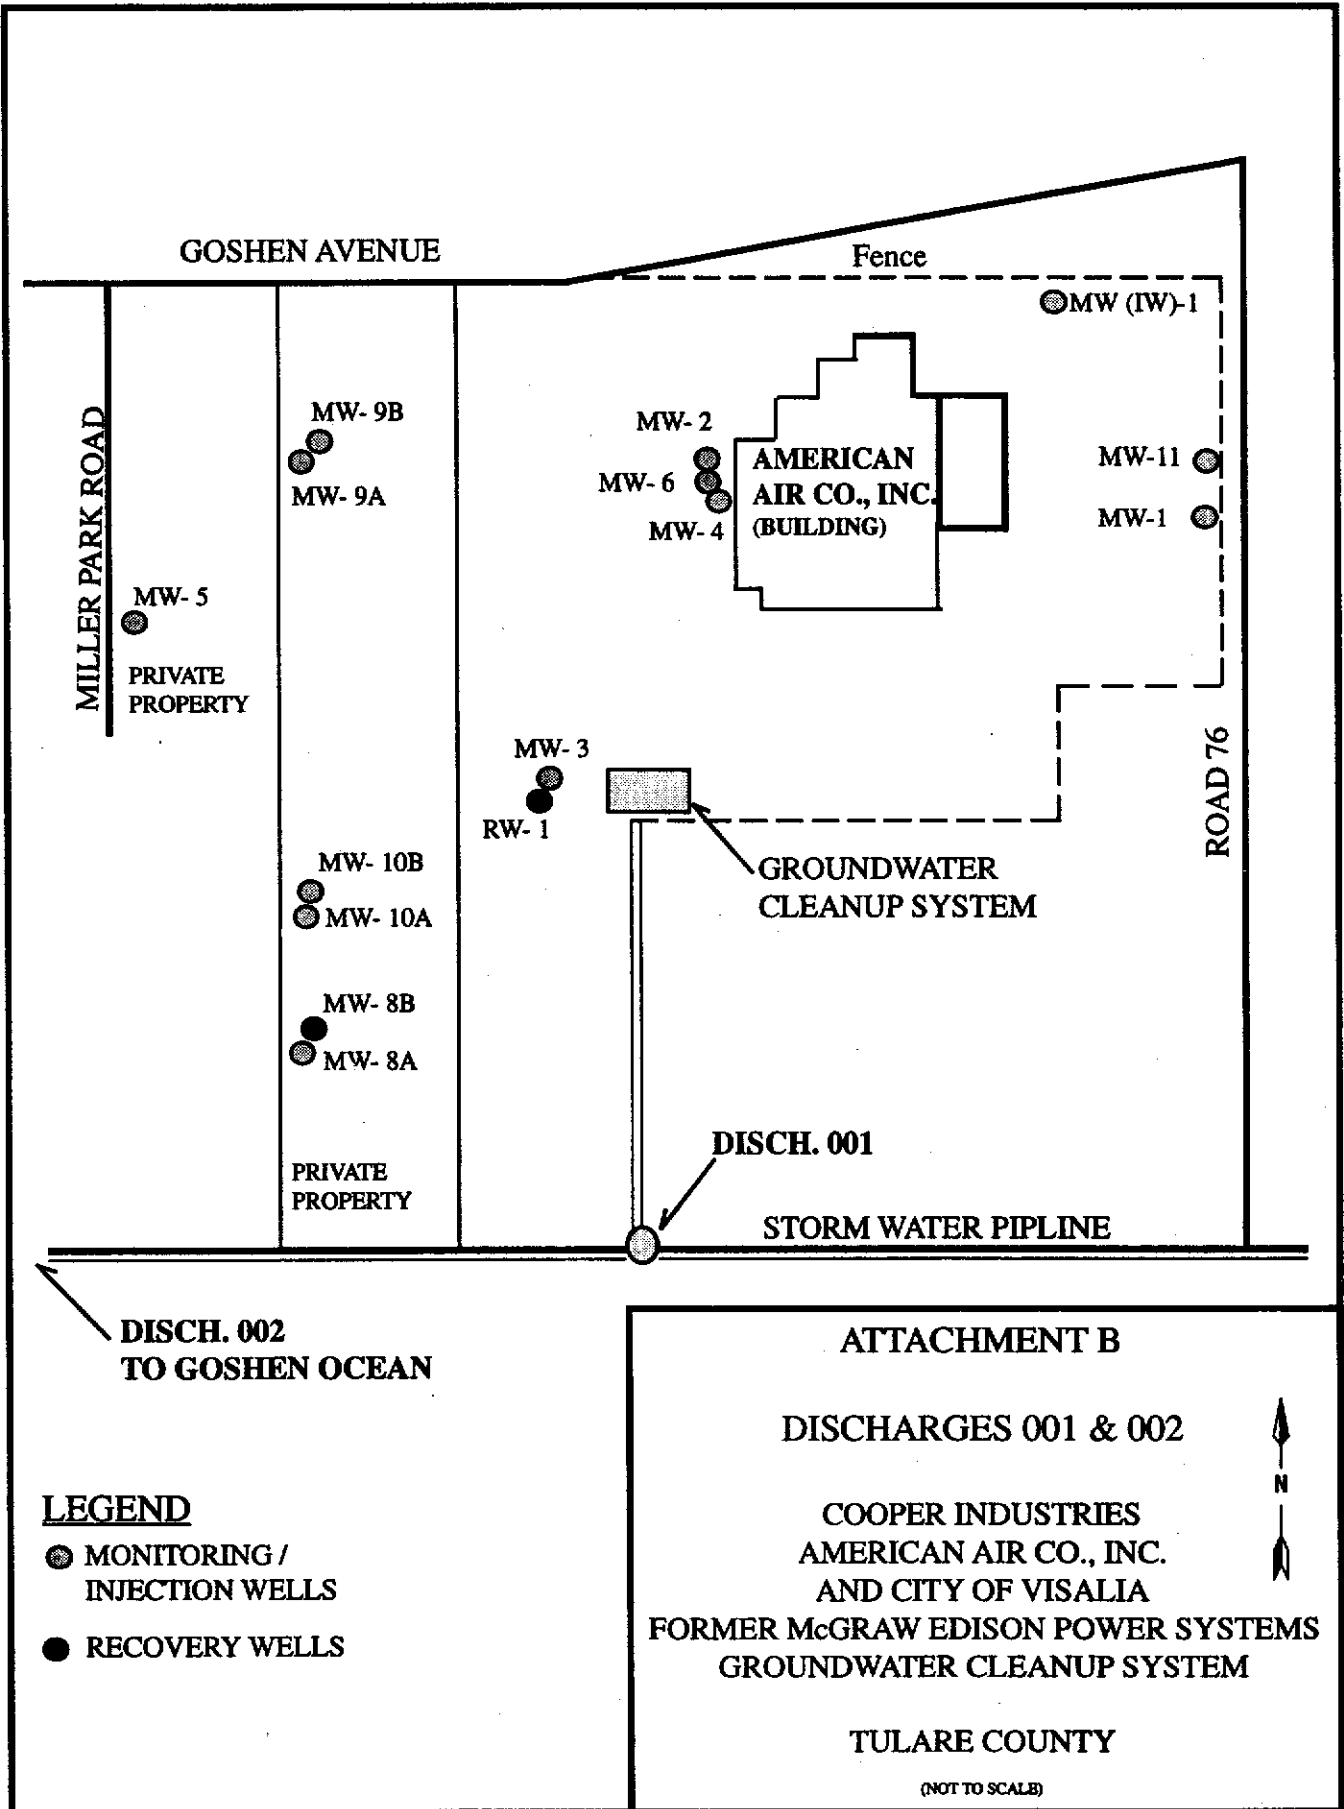 GOSHEN AVENUE
Fence
MW (IW)-1
MW- 9B
MW- 9A
MW- 2
MW- 6
MW- 4
AMERICAN
AIR CO., INC.
(BUILDING)
MW-11
MW-1
MILLER PARK ROAD
MW- 5
PRIVATE
PROPERTY
MW- 3
RW- 1
ROAD 76
GROUNDWATER
CLEANUP SYSTEM
MW- 10B
MW- 10A
MW- 8B
MW- 8A
PRIVATE
PROPERTY
DISCH. 001
STORM WATER PIPLINE
DISCH. 002
TO GOSHEN OCEAN
LEGEND
MONITORING /
INJECTION WELLS
RECOVERY WELLS
ATTACHMENT B
DISCHARGES 001 & 002
N
COOPER INDUSTRIES
AMERICAN AIR CO., INC.
AND CITY OF VISALIA
FORMER McGRAW EDISON POWER SYSTEMS
GROUNDWATER CLEANUP SYSTEM
TULARE COUNTY
(NOT TO SCALE)